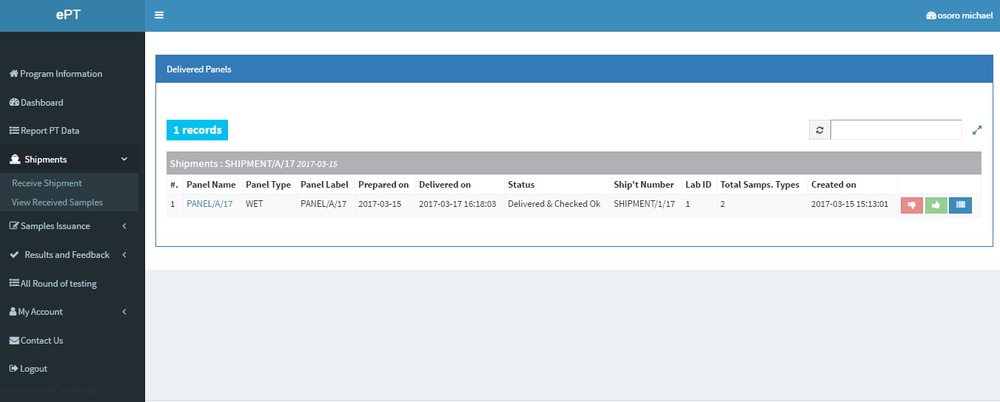 ePT
osoro michael
Program Information
Dashboard
Report PT Data
Shipments
Receive Shipment
View Received Samples
Samples Issuance
Results and Feedback
All Round of testing
My Account
Contact Us
Logout
Delivered Panels
1 records
Shipments : SHIPMENT/A/17 2017-03-15
#. Panel Name Panel Type Panel Label Prepared on Delivered on Status Ship't Number Lab ID Total Samps. Types Created on
1 PANEL/A/17 WET PANEL/A/17 2017-03-15 2017-03-17 16:18:03 Delivered & Checked Ok SHIPMENT/1/17 1 2 2017-03-15 15:13:01